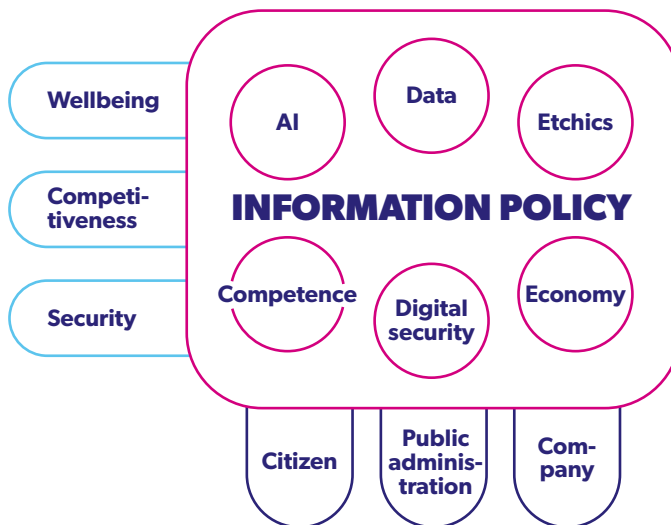 Wellbeing
Competi-
tiveness
Security
AI
Data
Etchics
INFORMATION POLICY
Competence
Digital
security
Economy
Citizen
Public
adminis-
tration
Com-
pany